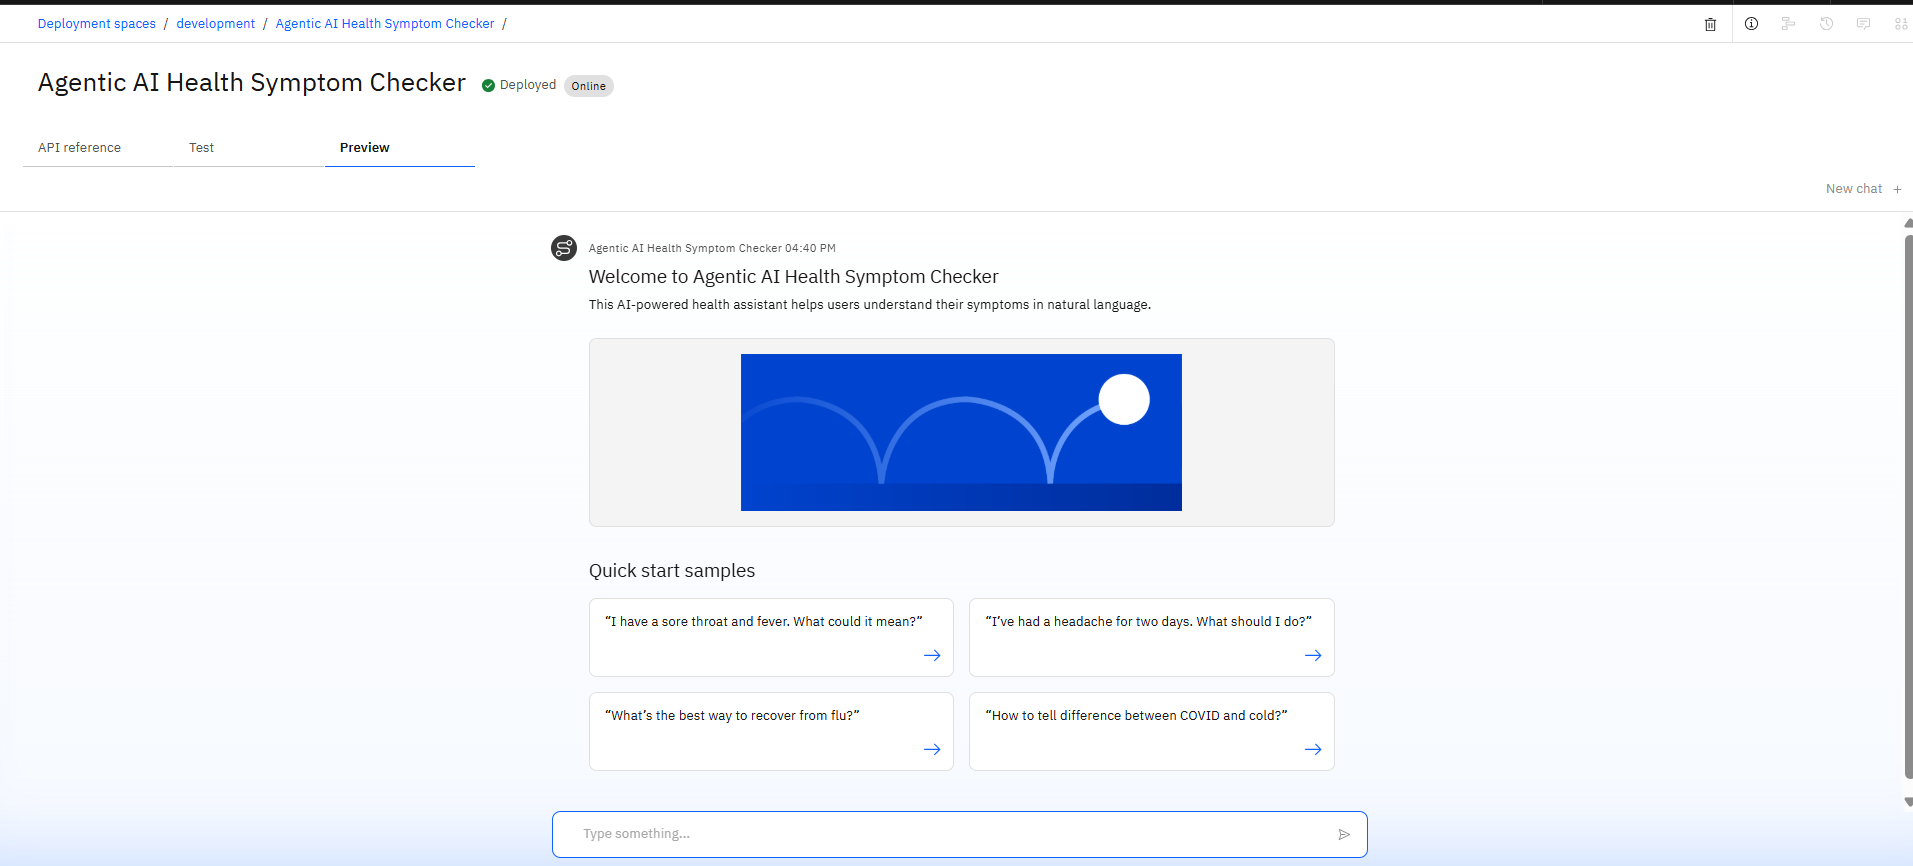 Deployment spaces / development / Agentic AI Health Symptom Checker /
Agentic AI Health Symptom Checker Deployed Online
API reference Test Preview
New chat +
Agentic AI Health Symptom Checker 04:40 PM
Welcome to Agentic AI Health Symptom Checker
This AI-powered health assistant helps users understand their symptoms in natural language.
Quick start samples
“I have a sore throat and fever. What could it mean?”
“I’ve had a headache for two days. What should I do?”
“What’s the best way to recover from flu?”
“How to tell difference between COVID and cold?”
Type something...